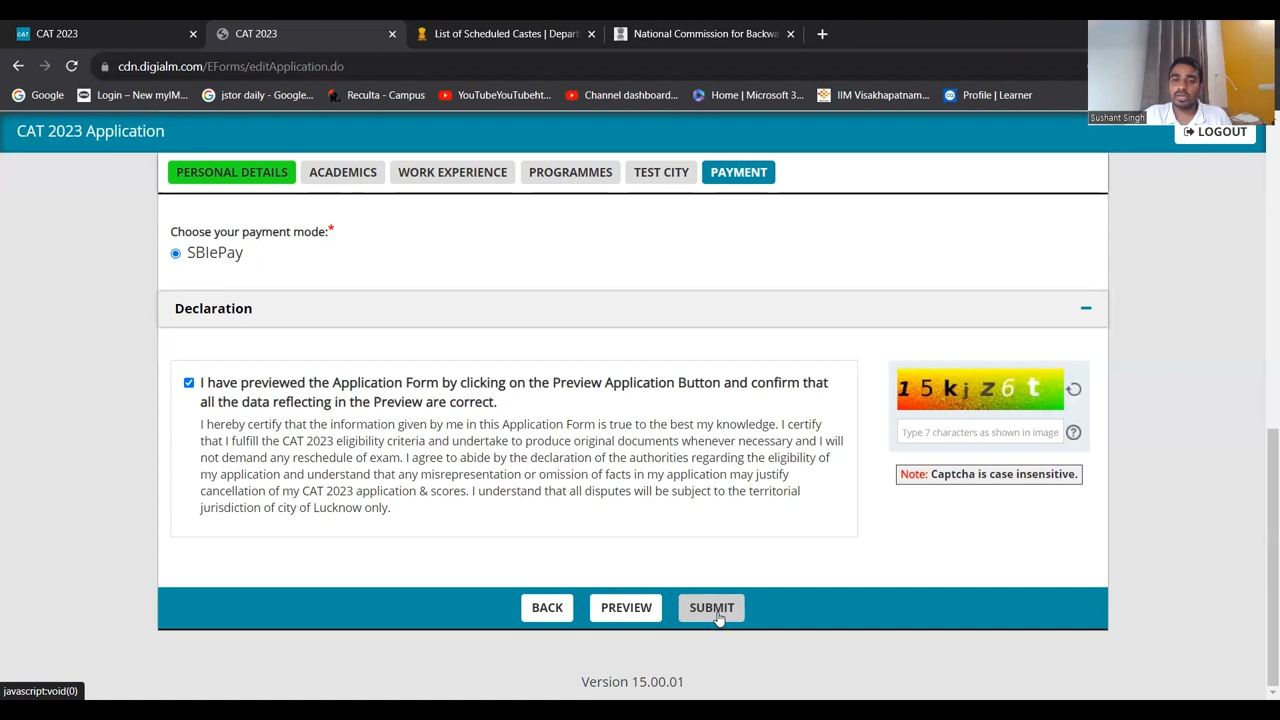 CAT CAT 2023
CAT 2023
List of Scheduled Castes | Depart
National Commission for Backwa
cdn.digialm.com/EForms/editApplication.do
Google
Login – New myIM...
jstor daily - Google...
Reculta - Campus
YouTubeYouTubeht...
Channel dashboard...
Home | Microsoft 3...
IIM Visakhapatnam...
Profile | Learner
Sushant Singh
CAT 2023 Application
LOGOUT
PERSONAL DETAILS
ACADEMICS
WORK EXPERIENCE
PROGRAMMES
TEST CITY
PAYMENT
Choose your payment mode:*
SBIePay
Declaration
I have previewed the Application Form by clicking on the Preview Application Button and confirm that
all the data reflecting in the Preview are correct.
I hereby certify that the information given by me in this Application Form is true to the best my knowledge. I certify
that I fulfill the CAT 2023 eligibility criteria and undertake to produce original documents whenever necessary and I will
not demand any reschedule of exam. I agree to abide by the declaration of the authorities regarding the eligibility of
my application and understand that any misrepresentation or omission of facts in my application may justify
cancellation of my CAT 2023 application & scores. I understand that all disputes will be subject to the territorial
jurisdiction of city of Lucknow only.
15kjz6t
Type 7 characters as shown in image
Note: Captcha is case insensitive.
BACK
PREVIEW
SUBMIT
Version 15.00.01
javascript:void(0)